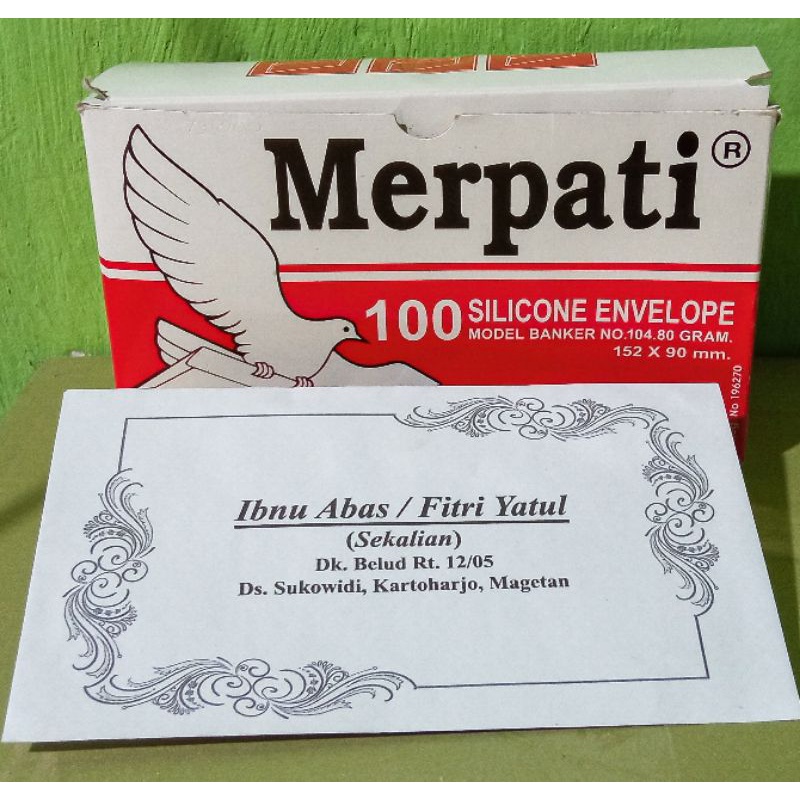 Merpati ®
100 SILICONE ENVELOPE
MODEL BANKER NO.104.80 GRAM.
152 X 90 mm.
No 196270
Ibnu Abas / Fitri Yatul
(Sekalian)
Dk. Belud Rt. 12/05
Ds. Sukowidi, Kartoharjo, Magetan